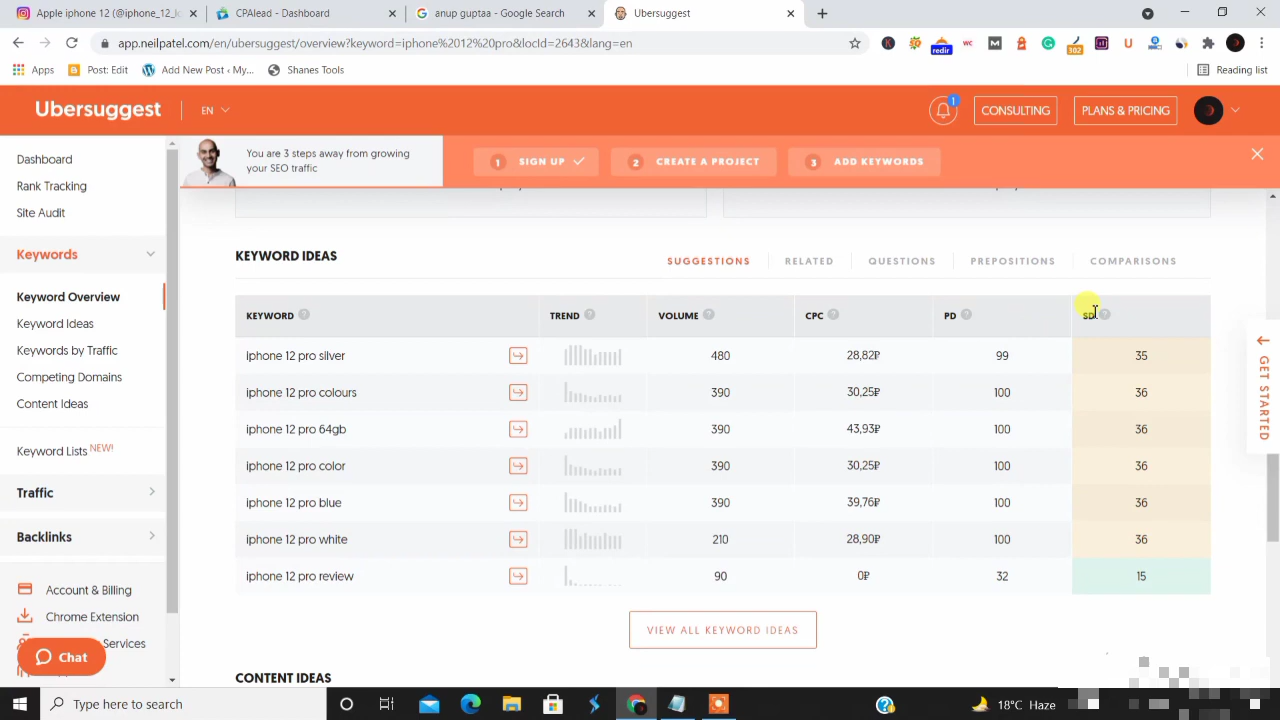 Apple iphone 12 (@iphone_12_lo
CPAlead - Dashboard
anup guptaa - Google Search
Ubersuggest
app.neilpatel.com/en/ubersuggest/overview?keyword=iphone%2012%20pro&locId=2643&lang=en
redir
WC
M
302
U
Apps
Post: Edit
Add New Post ‹ My...
Shanes Tools
Reading list
Ubersuggest
EN
1
CONSULTING
PLANS & PRICING
You are 3 steps away from growing
your SEO traffic
1 SIGN UP
2 CREATE A PROJECT
3 ADD KEYWORDS
Dashboard
Rank Tracking
Site Audit
Keywords
Keyword Overview
Keyword Ideas
Keywords by Traffic
Competing Domains
Content Ideas
Keyword Lists NEW!
Traffic
Backlinks
Account & Billing
Chrome Extension
Services
Chat
KEYWORD IDEAS
SUGGESTIONS
RELATED
QUESTIONS
PREPOSITIONS
COMPARISONS
KEYWORD TREND VOLUME CPC PD SD
iphone 12 pro silver 480 28,82₽ 99 35
iphone 12 pro colours 390 30,25₽ 100 36
iphone 12 pro 64gb 390 43,93₽ 100 36
iphone 12 pro color 390 30,25₽ 100 36
iphone 12 pro blue 390 39,76₽ 100 36
iphone 12 pro white 210 28,90₽ 100 36
iphone 12 pro review 90 0₽ 32 15
VIEW ALL KEYWORD IDEAS
CONTENT IDEAS
GET STARTED
Type here to search
18°C Haze